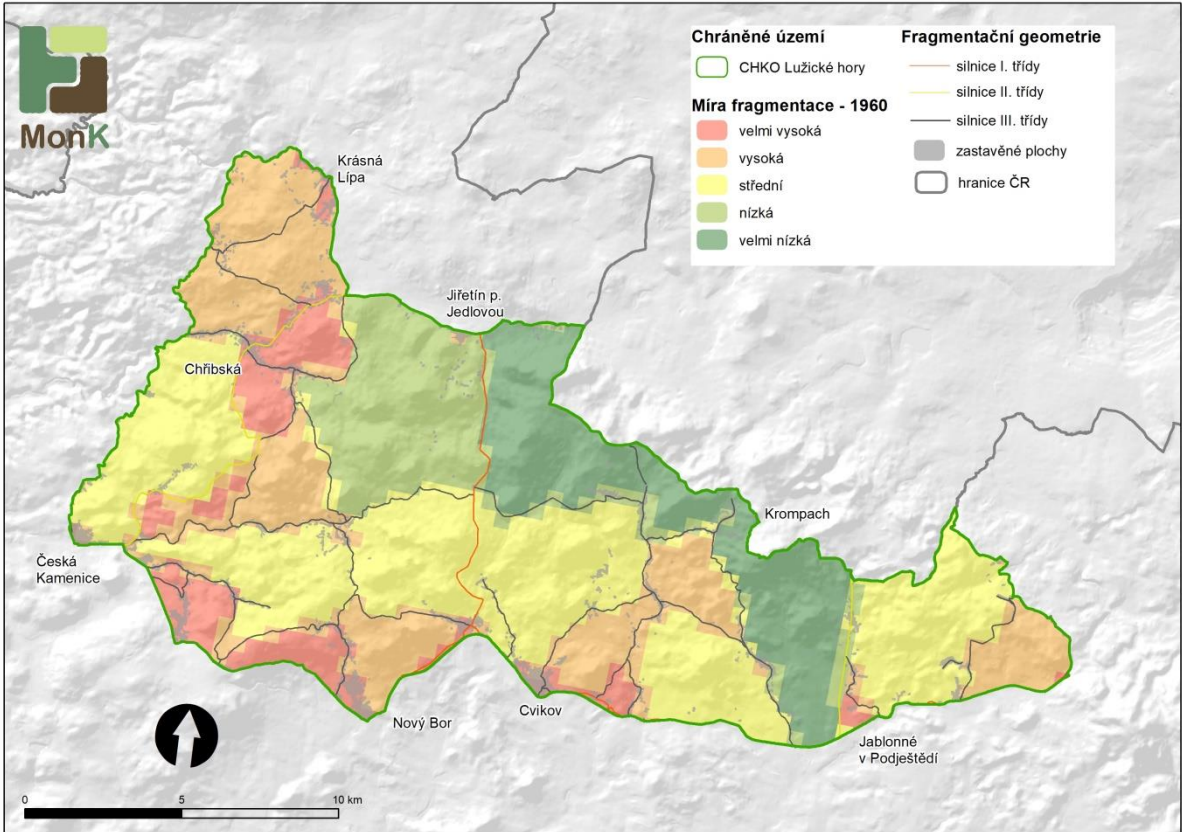 MonK
Chráněné území
CHKO Lužické hory
Míra fragmentace - 1960
velmi vysoká
vysoká
střední
nízká
velmi nízká
Fragmentační geometrie
silnice I. třídy
silnice II. třídy
silnice III. třídy
zastavěné plochy
hranice ČR
Krásná
Lípa
Jiřetín p.
Jedlovou
Chřibská
Krompach
Česká
Kamenice
Nový Bor
Cvikov
Jablonné
v Podještědí
0 5 10 km